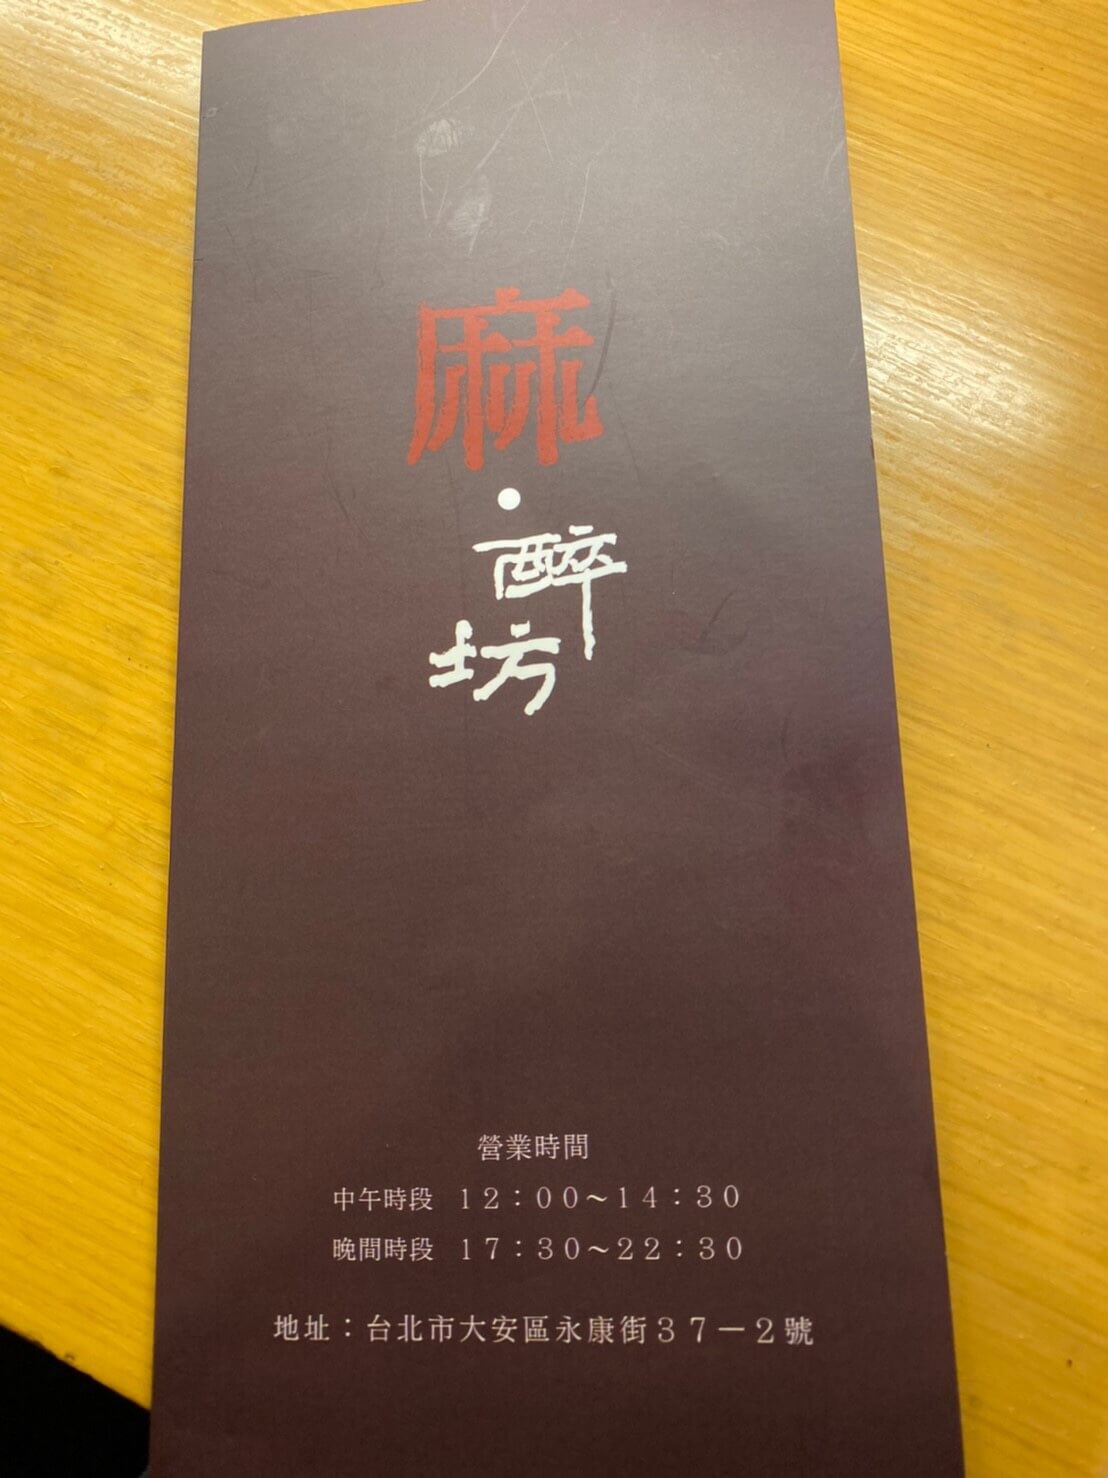 麻
·
醉
坊
營業時間
中午時段 12：00～14：30
晚間時段 17：30～22：30
地址：台北市大安區永康街37－2號